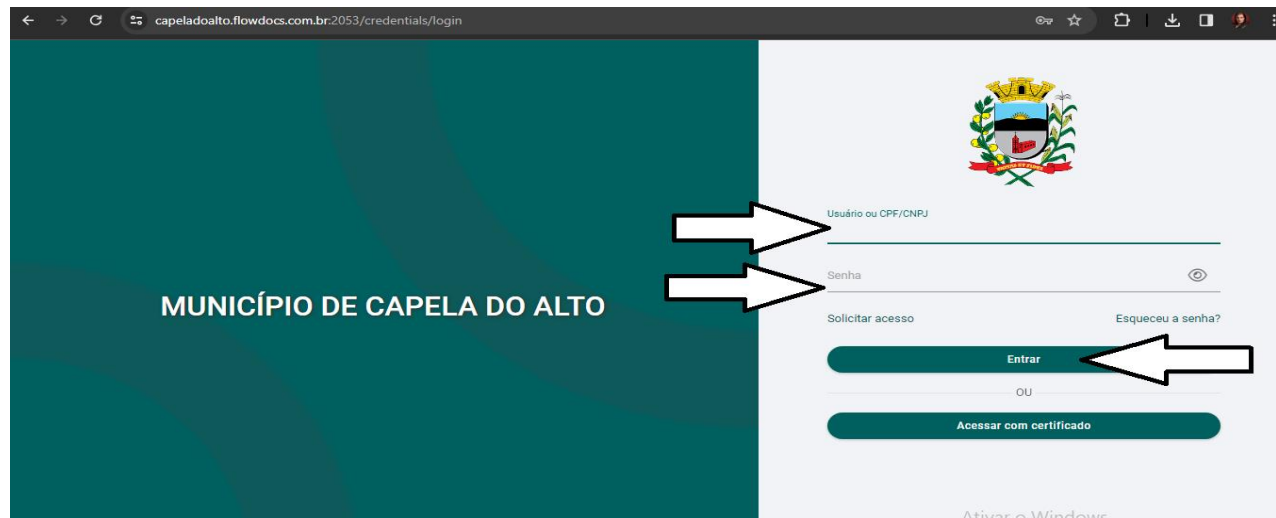 capeladoalto.flowdocs.com.br:2053/credentials/login
Usuário ou CPF/CNPJ
Senha
MUNICÍPIO DE CAPELA DO ALTO
Solicitar acesso
Esqueceu a senha?
Entrar
OU
Acessar com certificado
Ativar o Windows